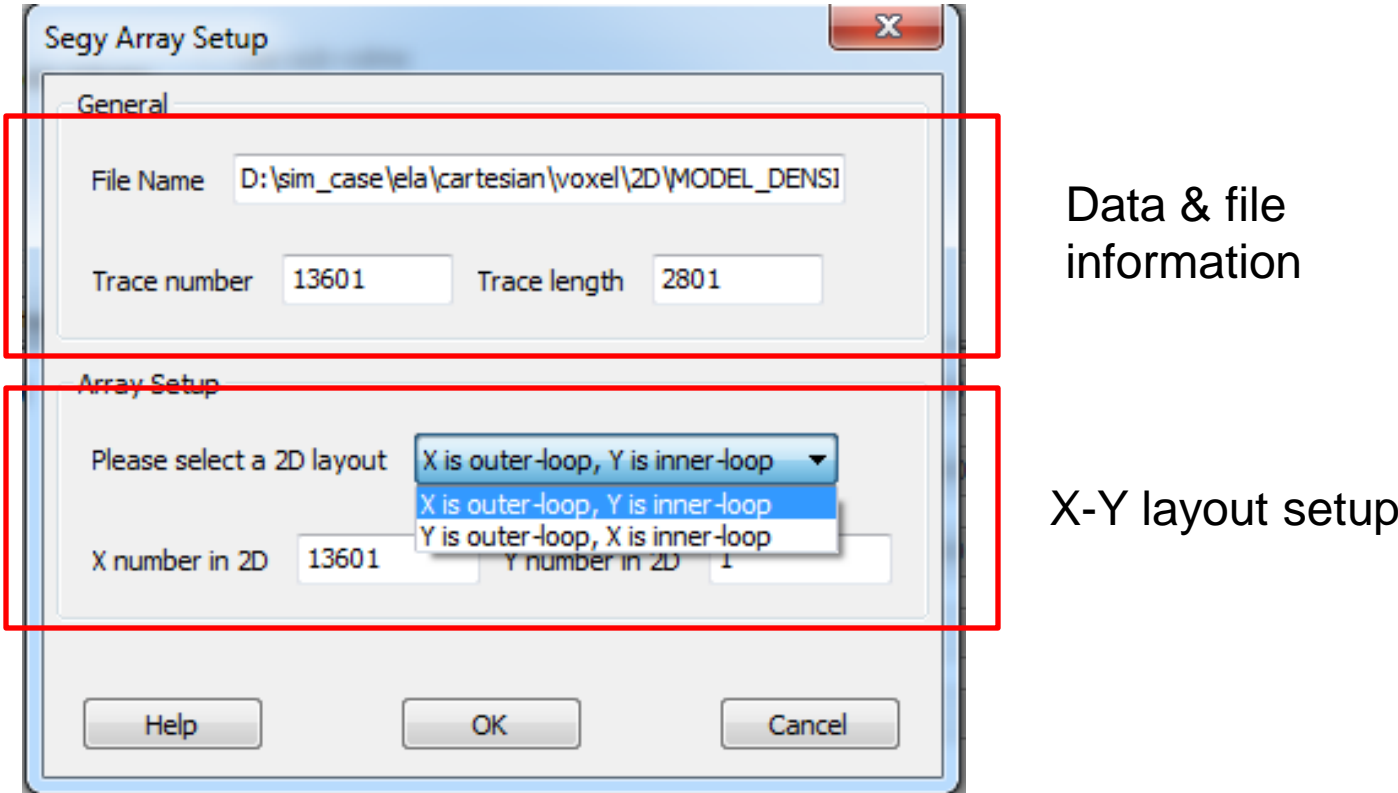 Segy Array Setup
General
File Name D:\sim_case\ela\cartesian\voxel\2D\MODEL_DENSI
Trace number 13601 Trace length 2801
Data & file
information
Array Setup
Please select a 2D layout X is outer-loop, Y is inner-loop
X is outer-loop, Y is inner-loop
Y is outer-loop, X is inner-loop
X number in 2D 13601 Y number in 2D 1
X-Y layout setup
Help OK Cancel